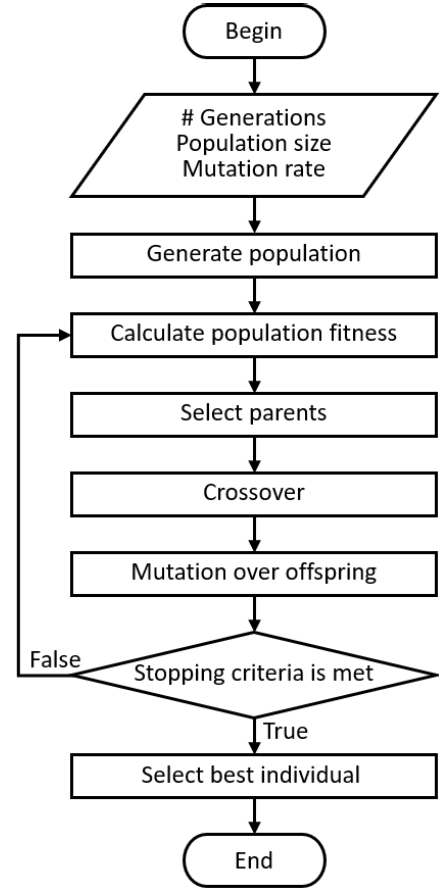 Begin
# Generations
Population size
Mutation rate
Generate population
Calculate population fitness
Select parents
Crossover
Mutation over offspring
False
Stopping criteria is met
True
Select best individual
End